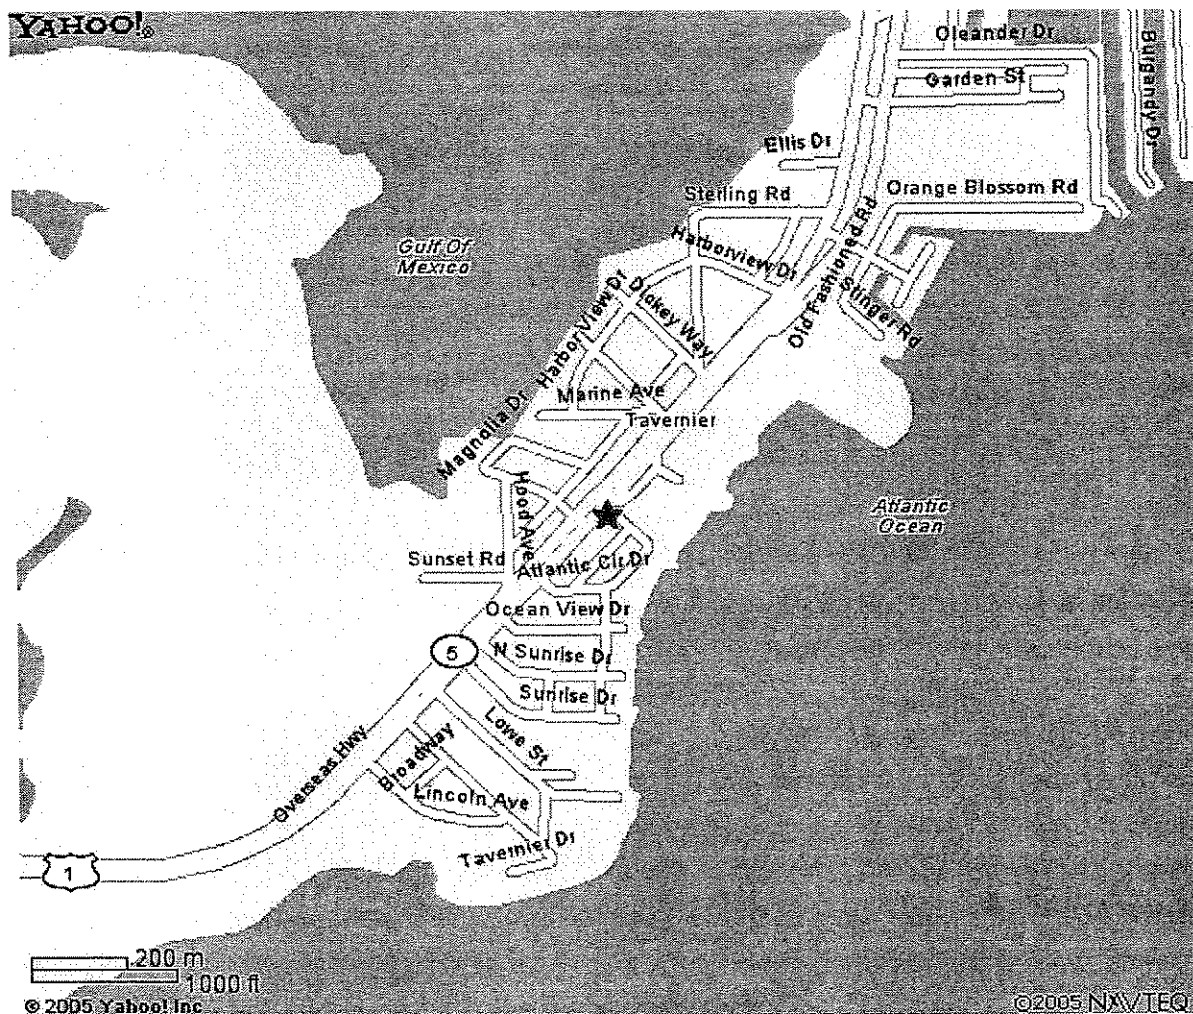 YAHOO!®
Oleander Dr
Burgandy Dr
Garden St
Ellis Dr
Sterling Rd
Orange Blossom Rd
Gulf Of
Mexico
Harborview Dr
Old Fashioned Rd
Stinger Rd
Harbor View Dr
Dickey Way
Marine Ave
Tavernier
Magnolia Dr
Hood Ave
Atlantic
Ocean
Sunset Rd
Atlantic Cir Dr
Ocean View Dr
5
N Sunrise Dr
Sunrise Dr
Lowe St
Overseas Hwy
Broadway
Lincoln Ave
Tavernier Dr
1
200 m
1000 ft
© 2005 Yahoo! Inc
©2005 NAVTEQ